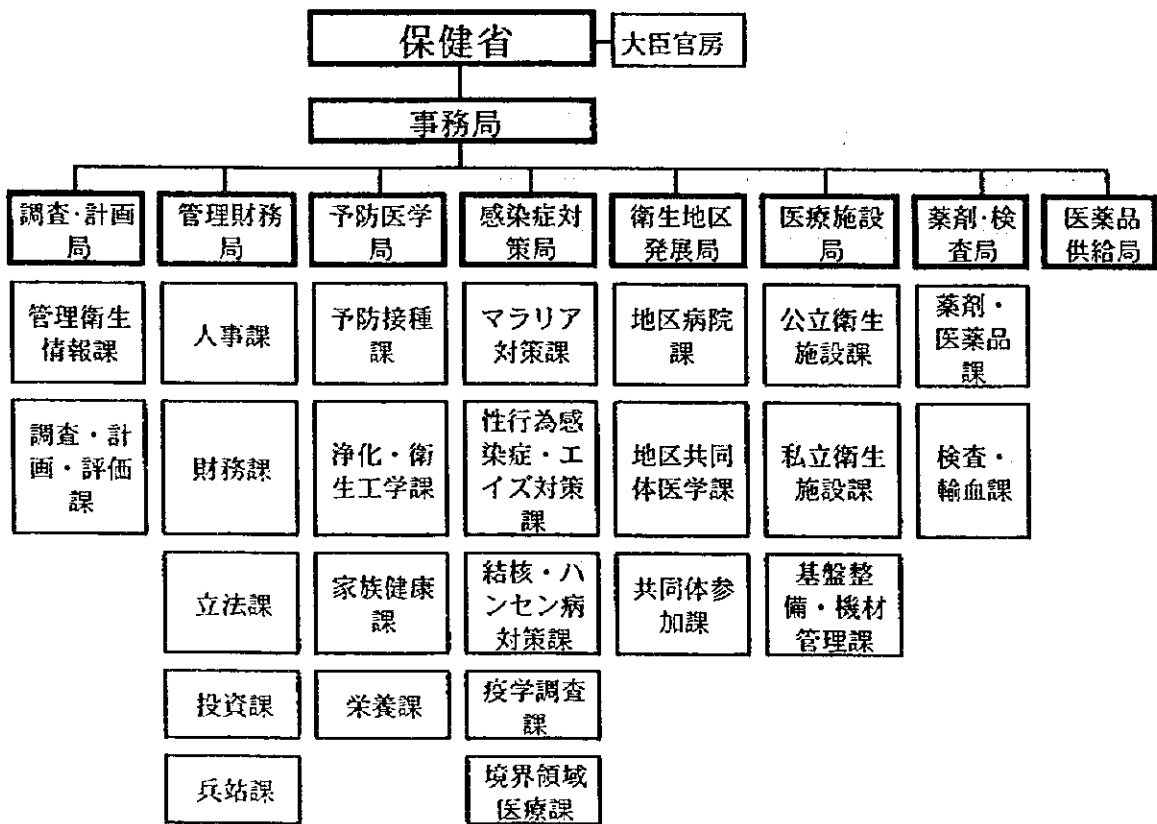 保健省
大臣官房
事務局
調査・計画
局
管理財務
局
予防医学
局
感染症対
策局
衛生地区
発展局
医療施設
局
薬剤・検
査局
医薬品
供給局
管理衛生
情報課
人事課
予防接種
課
マラリア
対策課
地区病院
課
公立衛生
施設課
薬剤・
医薬品
課
調査・計
画・評価
課
財務課
浄化・衛
生工学課
性行為感
染症・エ
イズ対策
課
地区共同
体医学課
私立衛生
施設課
検査・
輸血課
立法課
家族健康
課
結核・ハ
ンセン病
対策課
共同体参
加課
基盤整
備・機材
管理課
投資課
栄養課
疫学調査
課
兵站課
境界領域
医療課